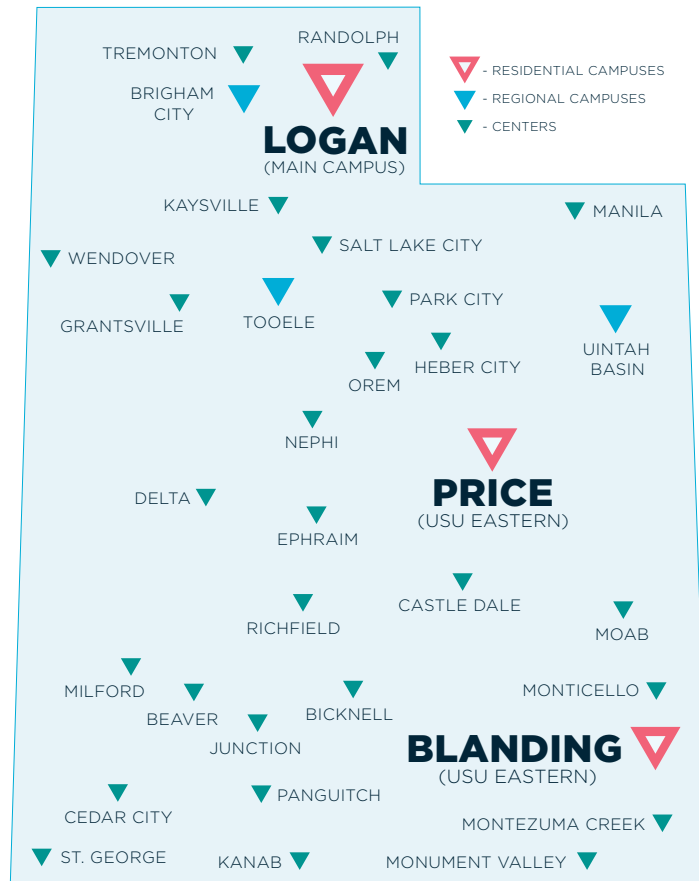 RANDOLPH
TREMONTON
- RESIDENTIAL CAMPUSES
BRIGHAM
CITY
- REGIONAL CAMPUSES
- CENTERS
LOGAN
(MAIN CAMPUS)
KAYSVILLE
MANILA
SALT LAKE CITY
WENDOVER
PARK CITY
GRANTSVILLE
TOOELE
UINTAH
BASIN
HEBER CITY
OREM
NEPHI
PRICE
(USU EASTERN)
DELTA
EPHRAIM
CASTLE DALE
RICHFIELD
MOAB
MILFORD
MONTICELLO
BEAVER
BICKNELL
JUNCTION
BLANDING
(USU EASTERN)
PANGUITCH
CEDAR CITY
MONTEZUMA CREEK
ST. GEORGE
KANAB
MONUMENT VALLEY